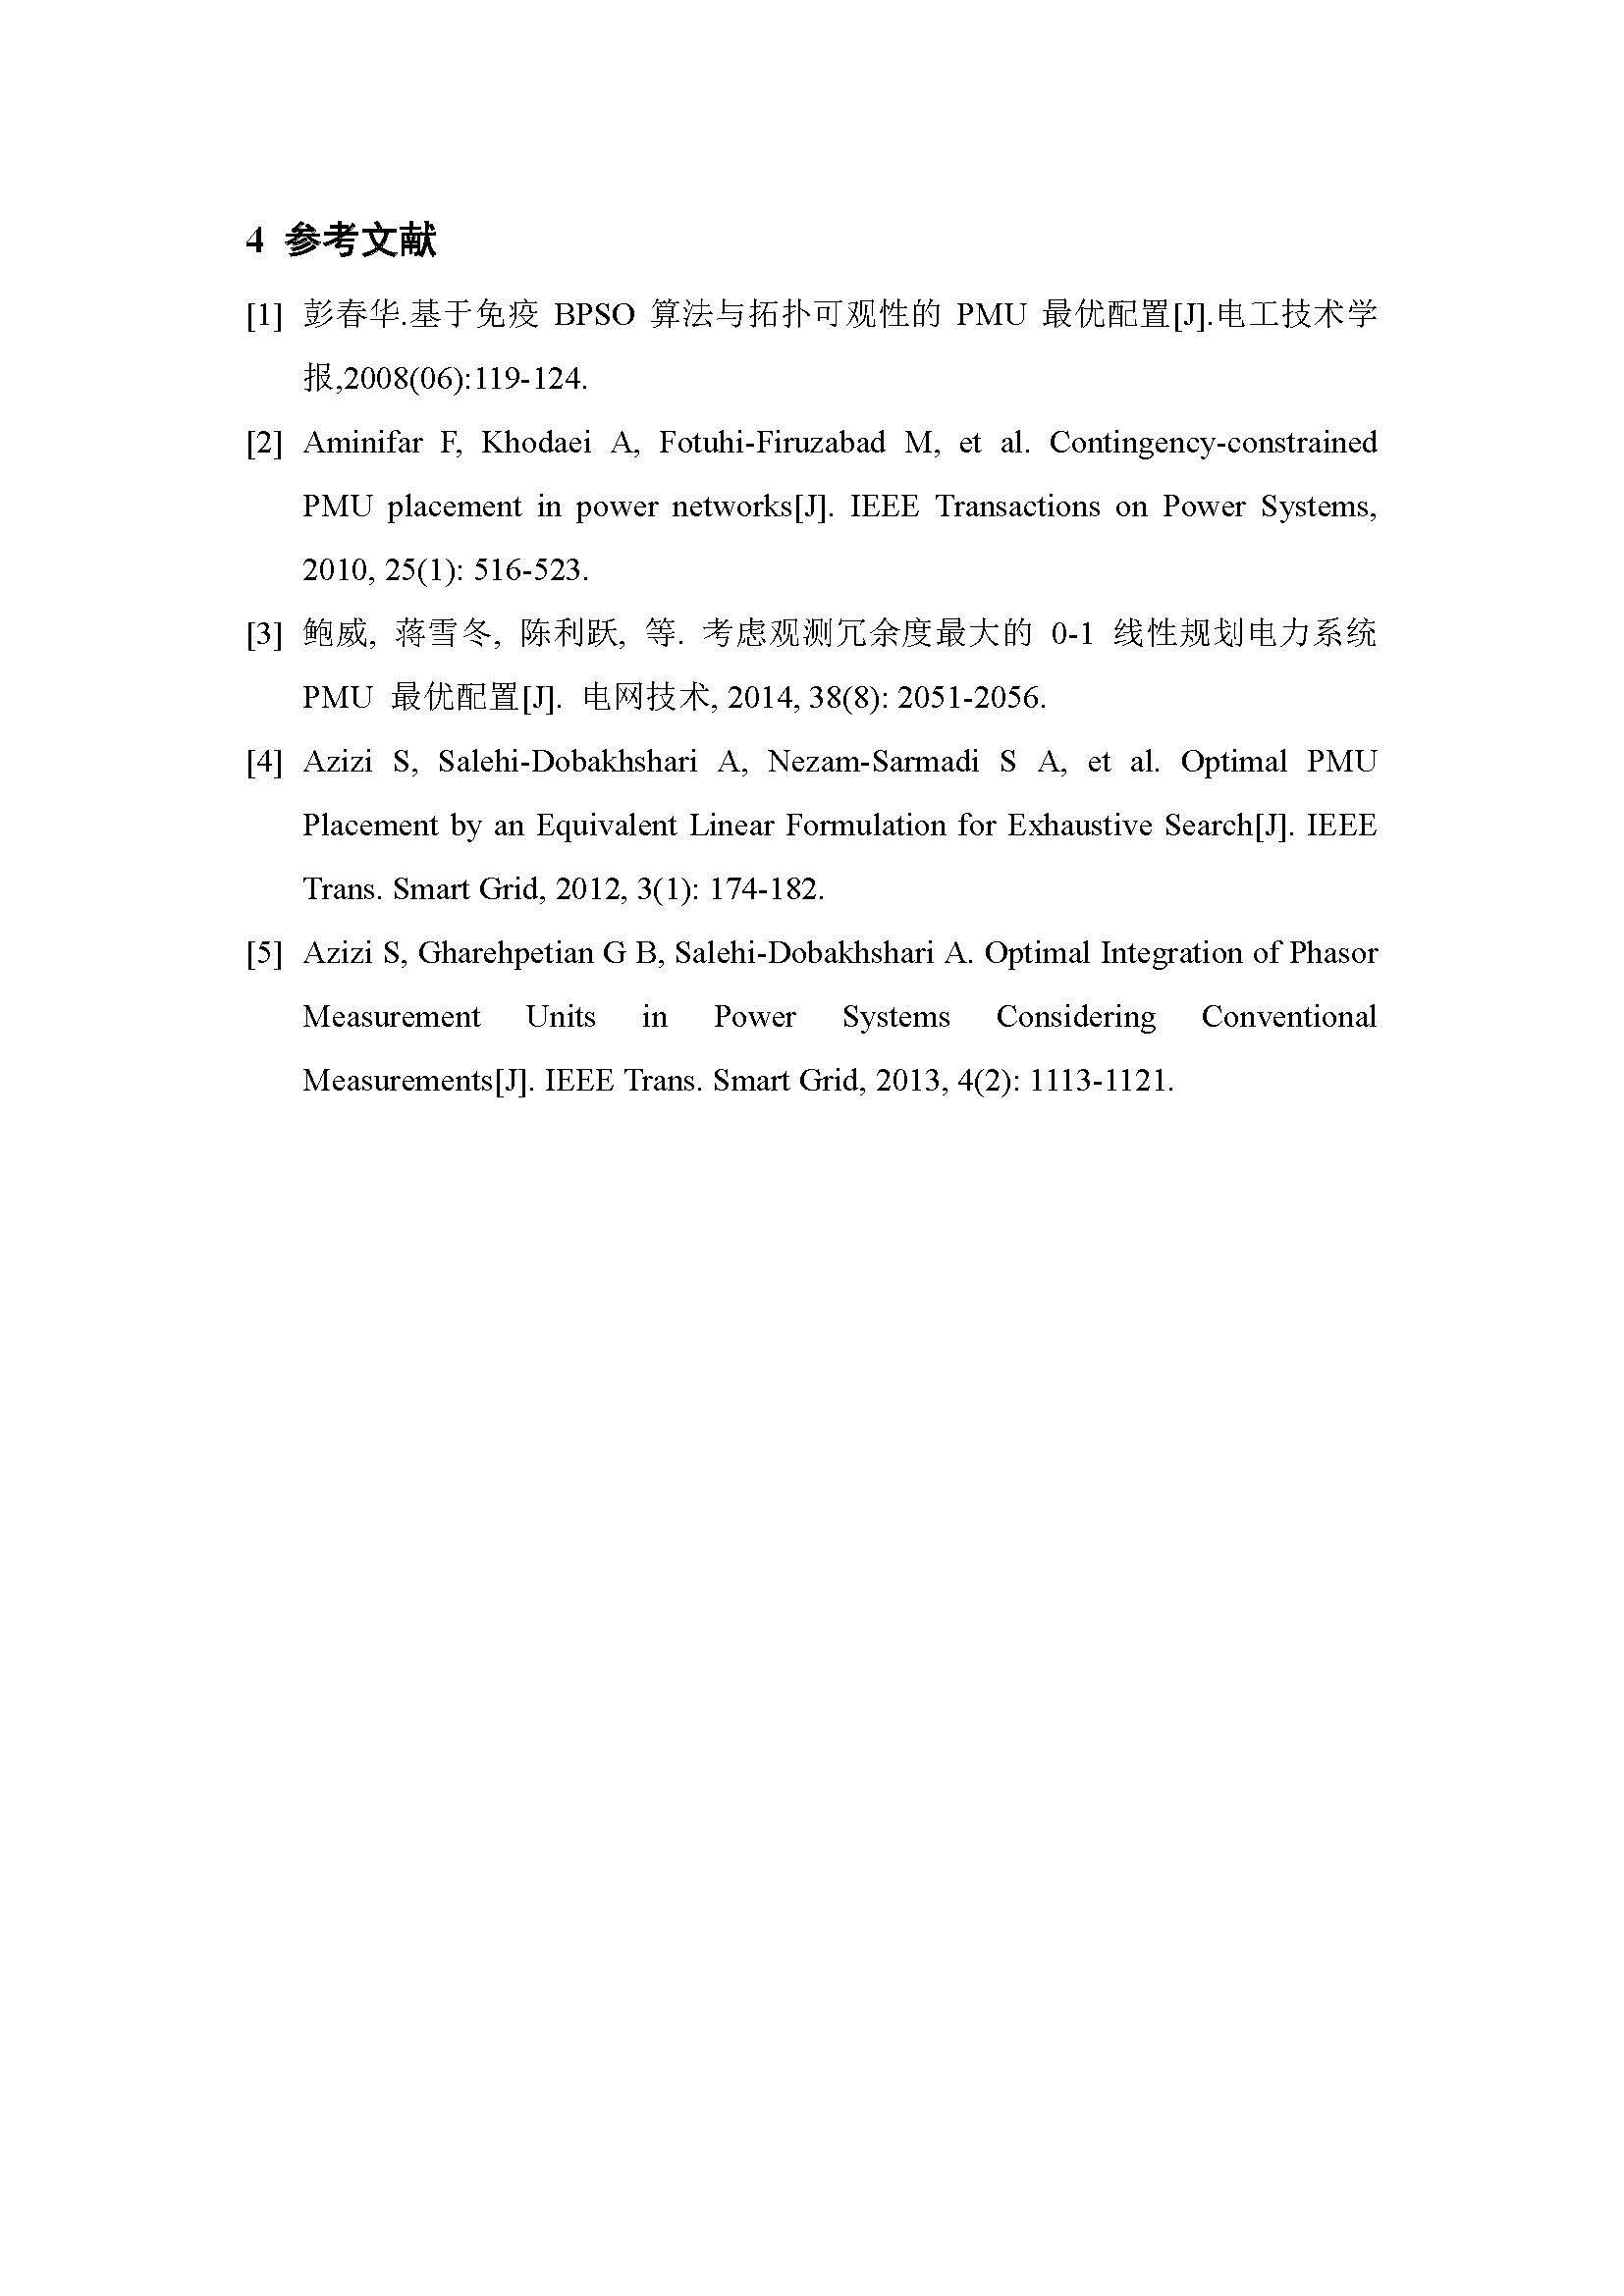 4 参考文献
[1] 彭春华.基于免疫 BPSO 算法与拓扑可观性的 PMU 最优配置[J].电工技术学
报,2008(06):119-124.
[2] Aminifar F, Khodaei A, Fotuhi-Firuzabad M, et al. Contingency-constrained
PMU placement in power networks[J]. IEEE Transactions on Power Systems,
2010, 25(1): 516-523.
[3] 鲍威, 蒋雪冬, 陈利跃, 等. 考虑观测冗余度最大的 0-1 线性规划电力系统
PMU 最优配置[J]. 电网技术, 2014, 38(8): 2051-2056.
[4] Azizi S, Salehi-Dobakhshari A, Nezam-Sarmadi S A, et al. Optimal PMU
Placement by an Equivalent Linear Formulation for Exhaustive Search[J]. IEEE
Trans. Smart Grid, 2012, 3(1): 174-182.
[5] Azizi S, Gharehpetian G B, Salehi-Dobakhshari A. Optimal Integration of Phasor
Measurement Units in Power Systems Considering Conventional
Measurements[J]. IEEE Trans. Smart Grid, 2013, 4(2): 1113-1121.